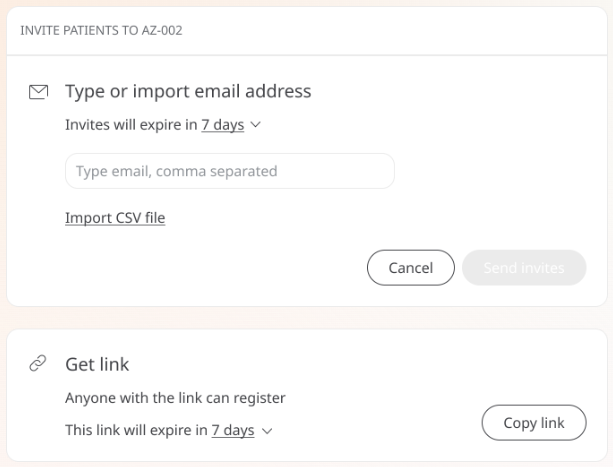 INVITE PATIENTS TO AZ-002
Type or import email address
Invites will expire in 7 days
Type email, comma separated
Import CSV file
Cancel
Send invites
Get link
Anyone with the link can register
This link will expire in 7 days
Copy link